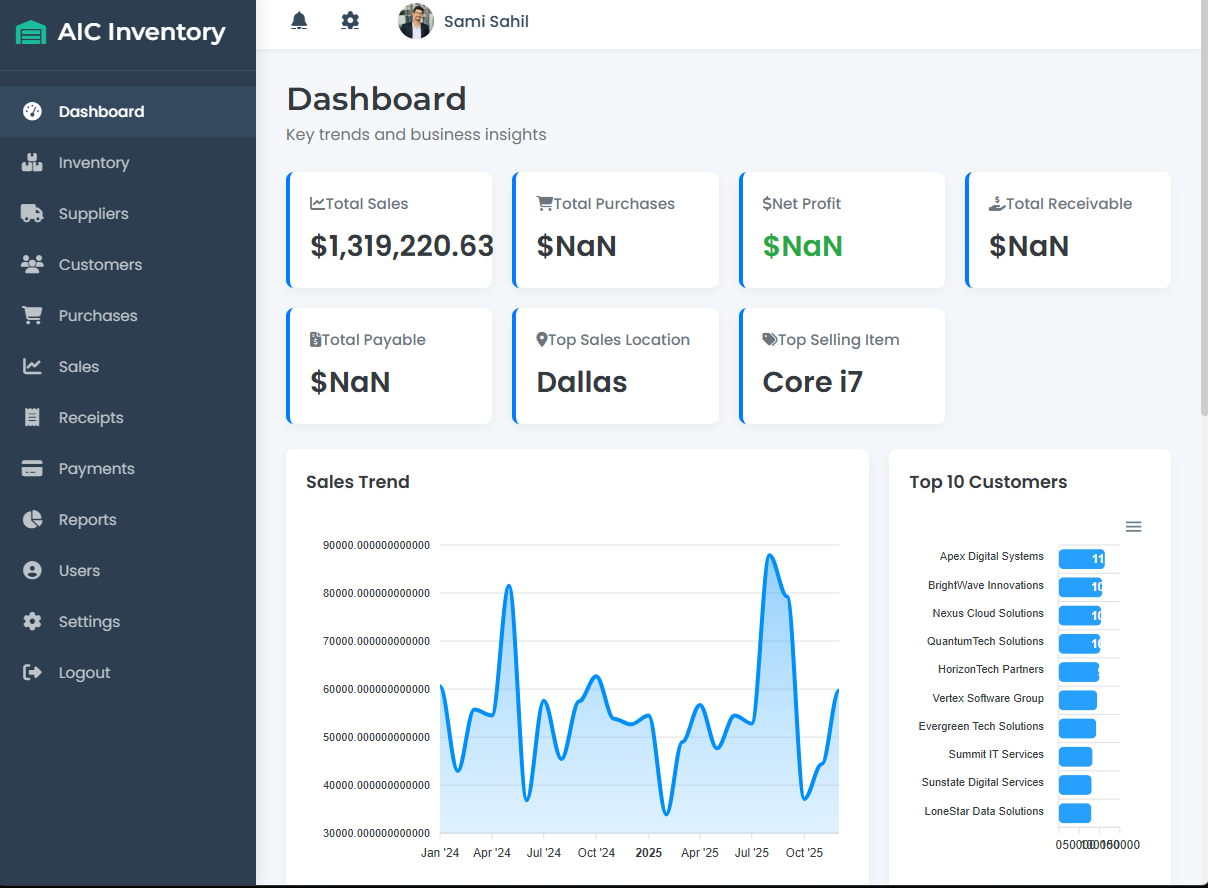 AIC Inventory
Sami Sahil
Dashboard
Inventory
Suppliers
Customers
Purchases
Sales
Receipts
Payments
Reports
Users
Settings
Logout
Dashboard
Key trends and business insights
Total Sales
$1,319,220.63
Total Purchases
$NaN
Net Profit
$NaN
Total Receivable
$NaN
Total Payable
$NaN
Top Sales Location
Dallas
Top Selling Item
Core i7
Sales Trend
90000.000000000000
80000.000000000000
70000.000000000000
60000.000000000000
50000.000000000000
40000.000000000000
30000.000000000000
Jan '24 Apr '24 Jul '24 Oct '24 2025 Apr '25 Jul '25 Oct '25
Top 10 Customers
Apex Digital Systems 11
BrightWave Innovations 10
Nexus Cloud Solutions 10
QuantumTech Solutions 10
HorizonTech Partners
Vertex Software Group
Evergreen Tech Solutions
Summit IT Services
Sunstate Digital Services
LoneStar Data Solutions